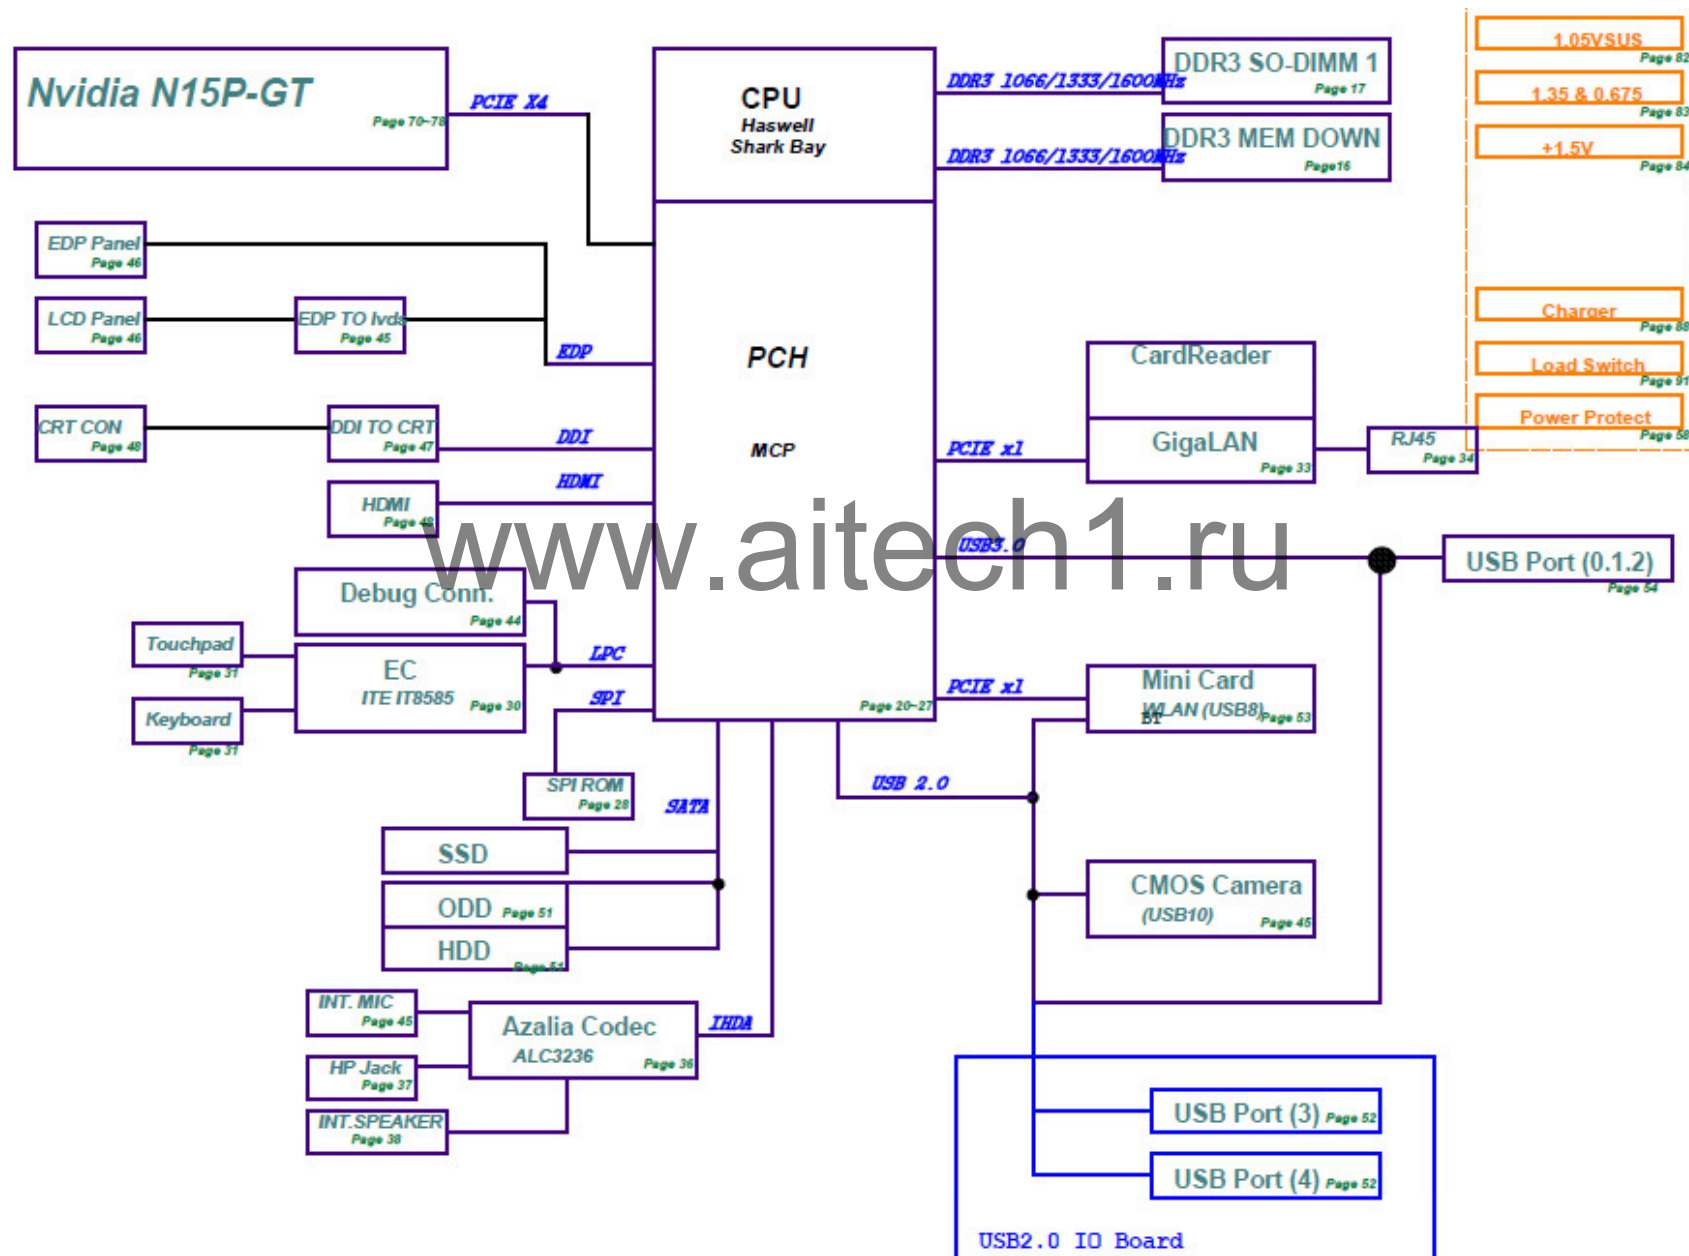 Nvidia N15P-GT
Page 70~78
PCIE X4
CPU
Haswell
Shark Bay
DDR3 1066/1333/1600MHz
DDR3 SO-DIMM 1
Page 17
DDR3 1066/1333/1600MHz
DDR3 MEM DOWN
Page16
1.05VSUS
Page 82
1.35 & 0.675
Page 83
+1.5V
Page 84
Charger
Page 88
Load Switch
Page 91
Power Protect
Page 58
EDP Panel
Page 46
LCD Panel
Page 46
EDP TO lvds
Page 45
EDP
CRT CON
Page 48
DDI TO CRT
Page 47
DDI
HDMI
HDMI
Page 48
PCH
MCP
Page 20~27
CardReader
PCIE x1
GigaLAN
Page 33
RJ45
Page 34
www.aitech1.ru
USB3.0
USB Port (0.1.2)
Page 54
Debug Conn.
Page 44
Touchpad
Page 31
Keyboard
Page 31
EC
ITE IT8585
Page 30
LPC
SPI
SPI ROM
Page 28
PCIE x1
Mini Card
WLAN (USB8)
BT
Page 53
USB 2.0
SATA
SSD
ODD Page 51
HDD
Page 51
CMOS Camera
(USB10)
Page 45
INT. MIC
Page 45
HP Jack
Page 37
INT.SPEAKER
Page 38
Azalia Codec
ALC3236
Page 36
IHDA
USB Port (3) Page 52
USB Port (4) Page 52
USB2.0 IO Board